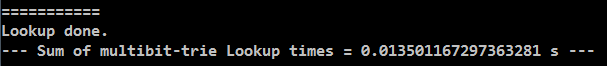 ===========
Lookup done.
--- Sum of multibit-trie Lookup times = 0.013501167297363281 s ---